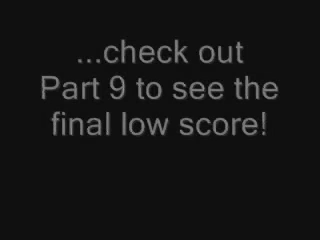 ...check out
Part 9 to see the
final low score!